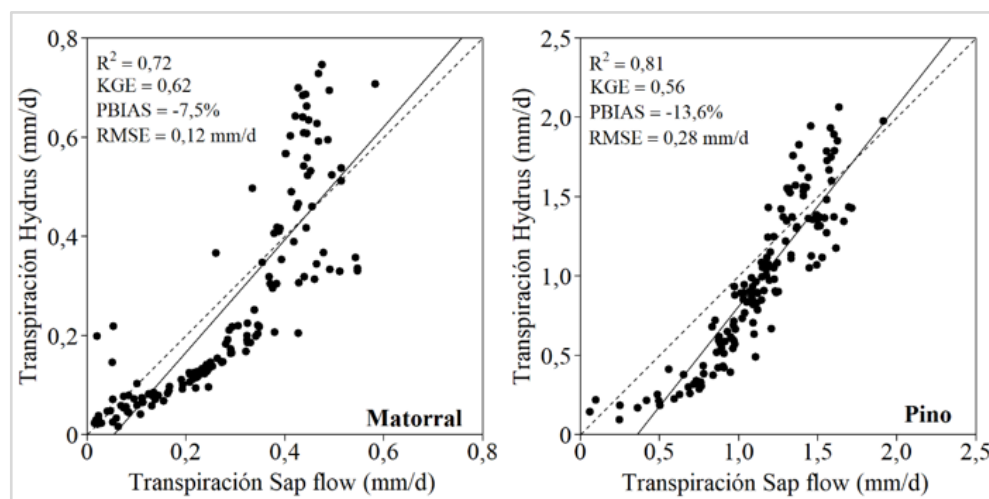 R² = 0,72
KGE = 0,62
PBIAS = -7,5%
RMSE = 0,12 mm/d
Matorral
0,8
0,6
0,4
0,2
0
0 0,2 0,4 0,6 0,8
Transpiración Hydrus (mm/d)
Transpiración Sap flow (mm/d)
R² = 0,81
KGE = 0,56
PBIAS = -13,6%
RMSE = 0,28 mm/d
Pino
2,5
2,0
1,5
1,0
0,5
0
0 0,5 1,0 1,5 2,0 2,5
Transpiración Hydrus (mm/d)
Transpiración Sap flow (mm/d)